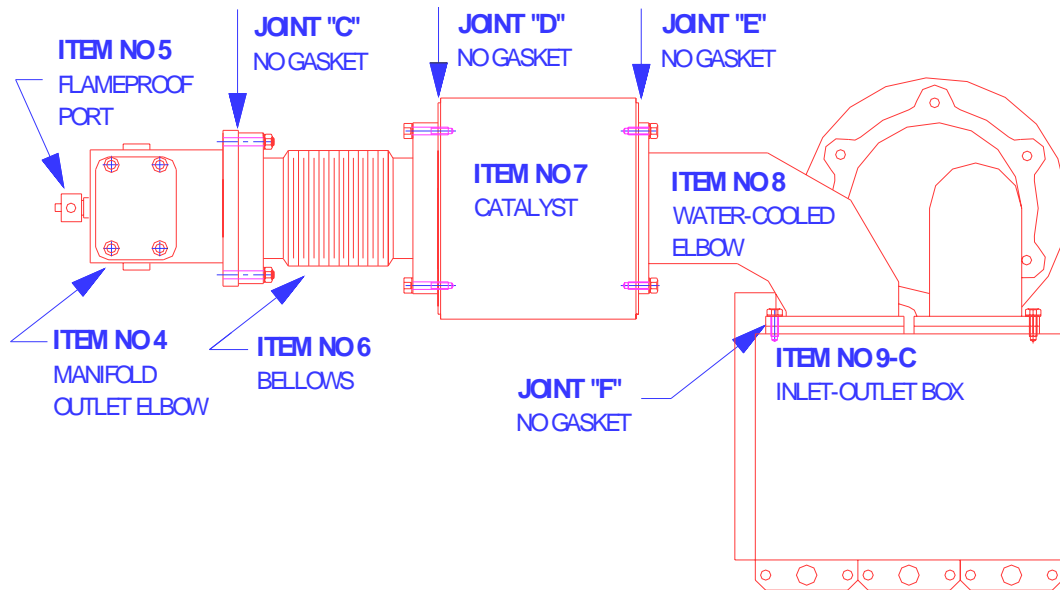 JOINT "C"
NO GASKET
JOINT "D"
NO GASKET
JOINT "E"
NO GASKET
ITEM NO 5
FLAMEPROOF
PORT
ITEM NO 7
CATALYST
ITEM NO 8
WATER-COOLED
ELBOW
ITEM NO 4
MANIFOLD
OUTLET ELBOW
ITEM NO 6
BELLOWS
JOINT "F"
NO GASKET
ITEM NO 9-C
INLET-OUTLET BOX